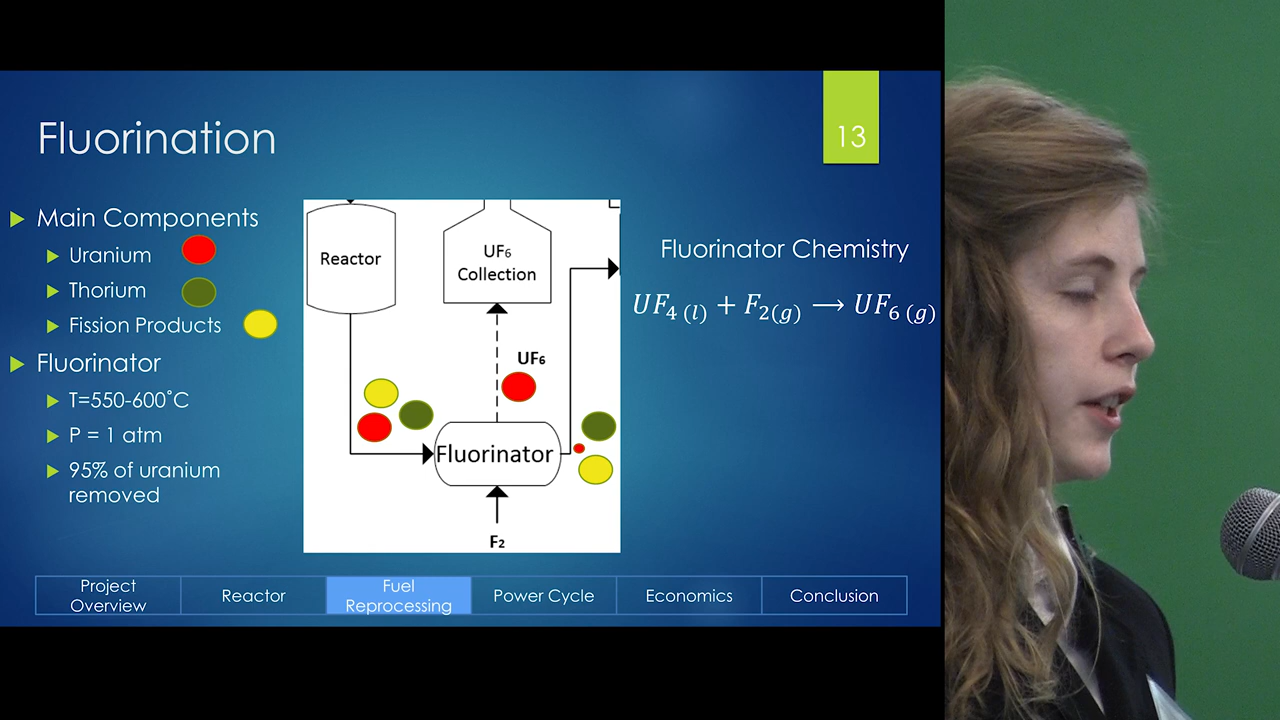 Fluorination
13
Main Components
Uranium
Thorium
Fission Products
Fluorinator
T=550-600˚C
P = 1 atm
95% of uranium
removed
Reactor
UF₆
Collection
UF₆
Fluorinator
F₂
Fluorinator Chemistry
UF₄ (l) + F₂(g) ⟶ UF₆ (g)
Project
Overview
Reactor
Fuel
Reprocessing
Power Cycle
Economics
Conclusion